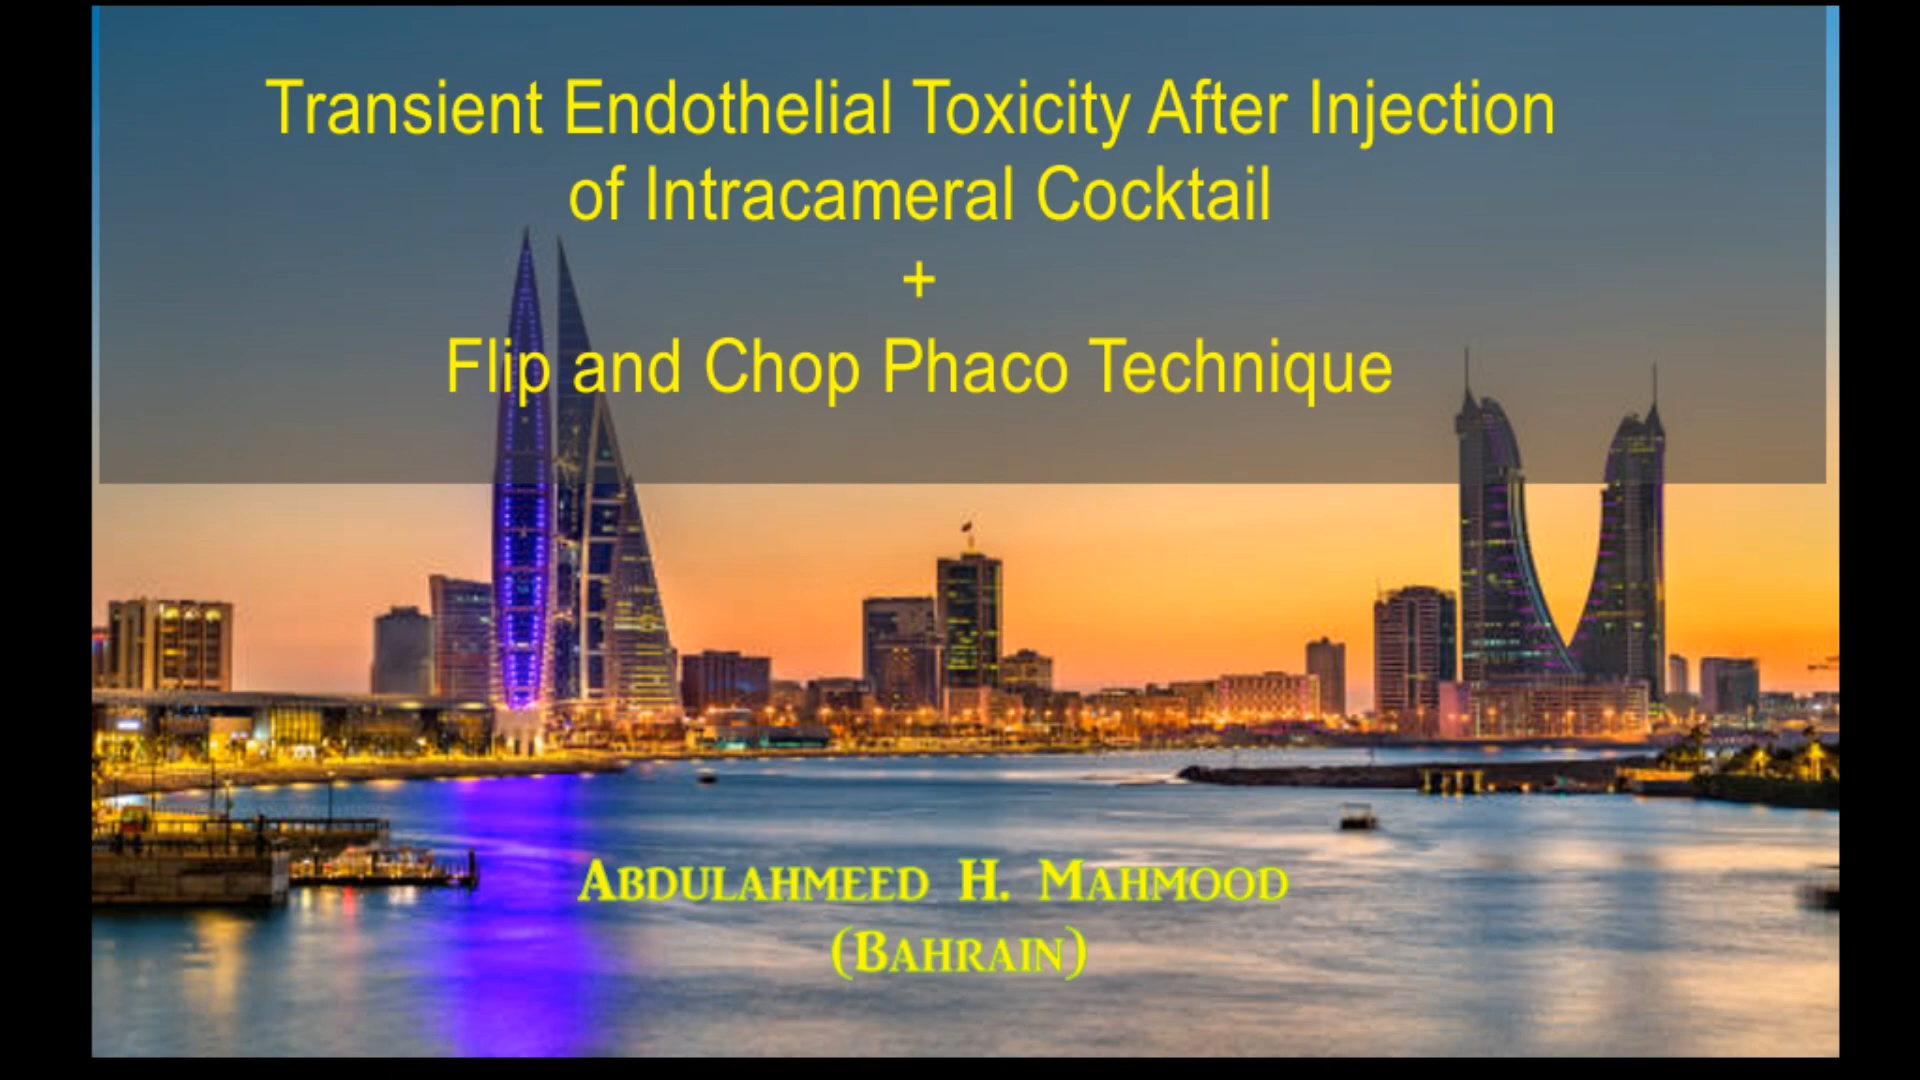 Transient Endothelial Toxicity After Injection
of Intracameral Cocktail
+
Flip and Chop Phaco Technique
ABDULAHMEED H. MAHMOOD
(BAHRAIN)